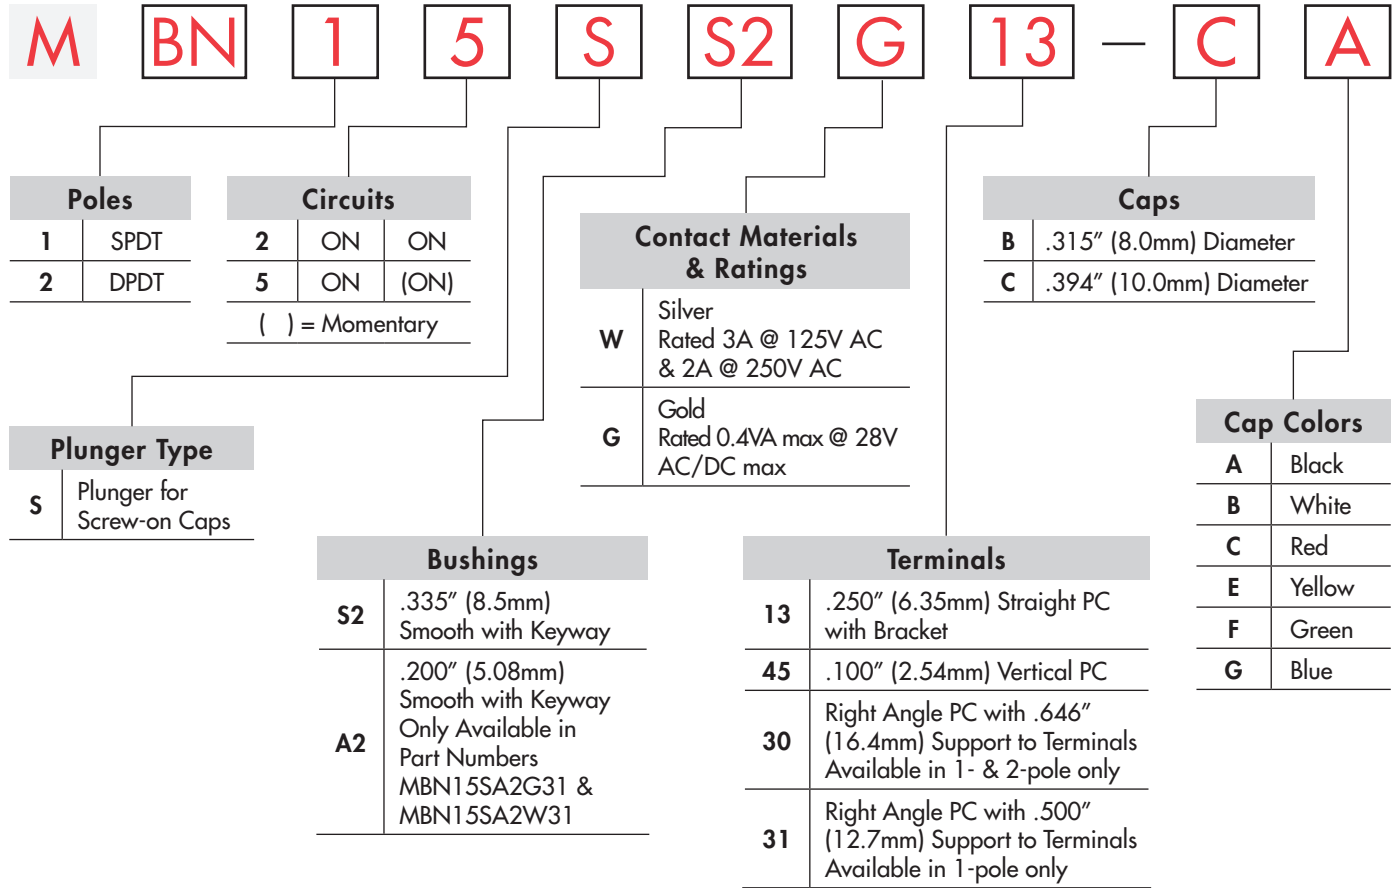 M BN 1 5 S S2 G 13 — C A
Poles
1 SPDT
2 DPDT
Circuits
2 ON ON
5 ON (ON)
( ) = Momentary
Plunger Type
S Plunger for
Screw-on Caps
Bushings
S2 .335" (8.5mm)
Smooth with Keyway
A2 .200" (5.08mm)
Smooth with Keyway
Only Available in
Part Numbers
MBN15SA2G31 &
MBN15SA2W31
Contact Materials
& Ratings
W Silver
Rated 3A @ 125V AC
& 2A @ 250V AC
G Gold
Rated 0.4VA max @ 28V
AC/DC max
Terminals
13 .250" (6.35mm) Straight PC
with Bracket
45 .100" (2.54mm) Vertical PC
30 Right Angle PC with .646"
(16.4mm) Support to Terminals
Available in 1- & 2-pole only
31 Right Angle PC with .500"
(12.7mm) Support to Terminals
Available in 1-pole only
Caps
B .315" (8.0mm) Diameter
C .394" (10.0mm) Diameter
Cap Colors
A Black
B White
C Red
E Yellow
F Green
G Blue